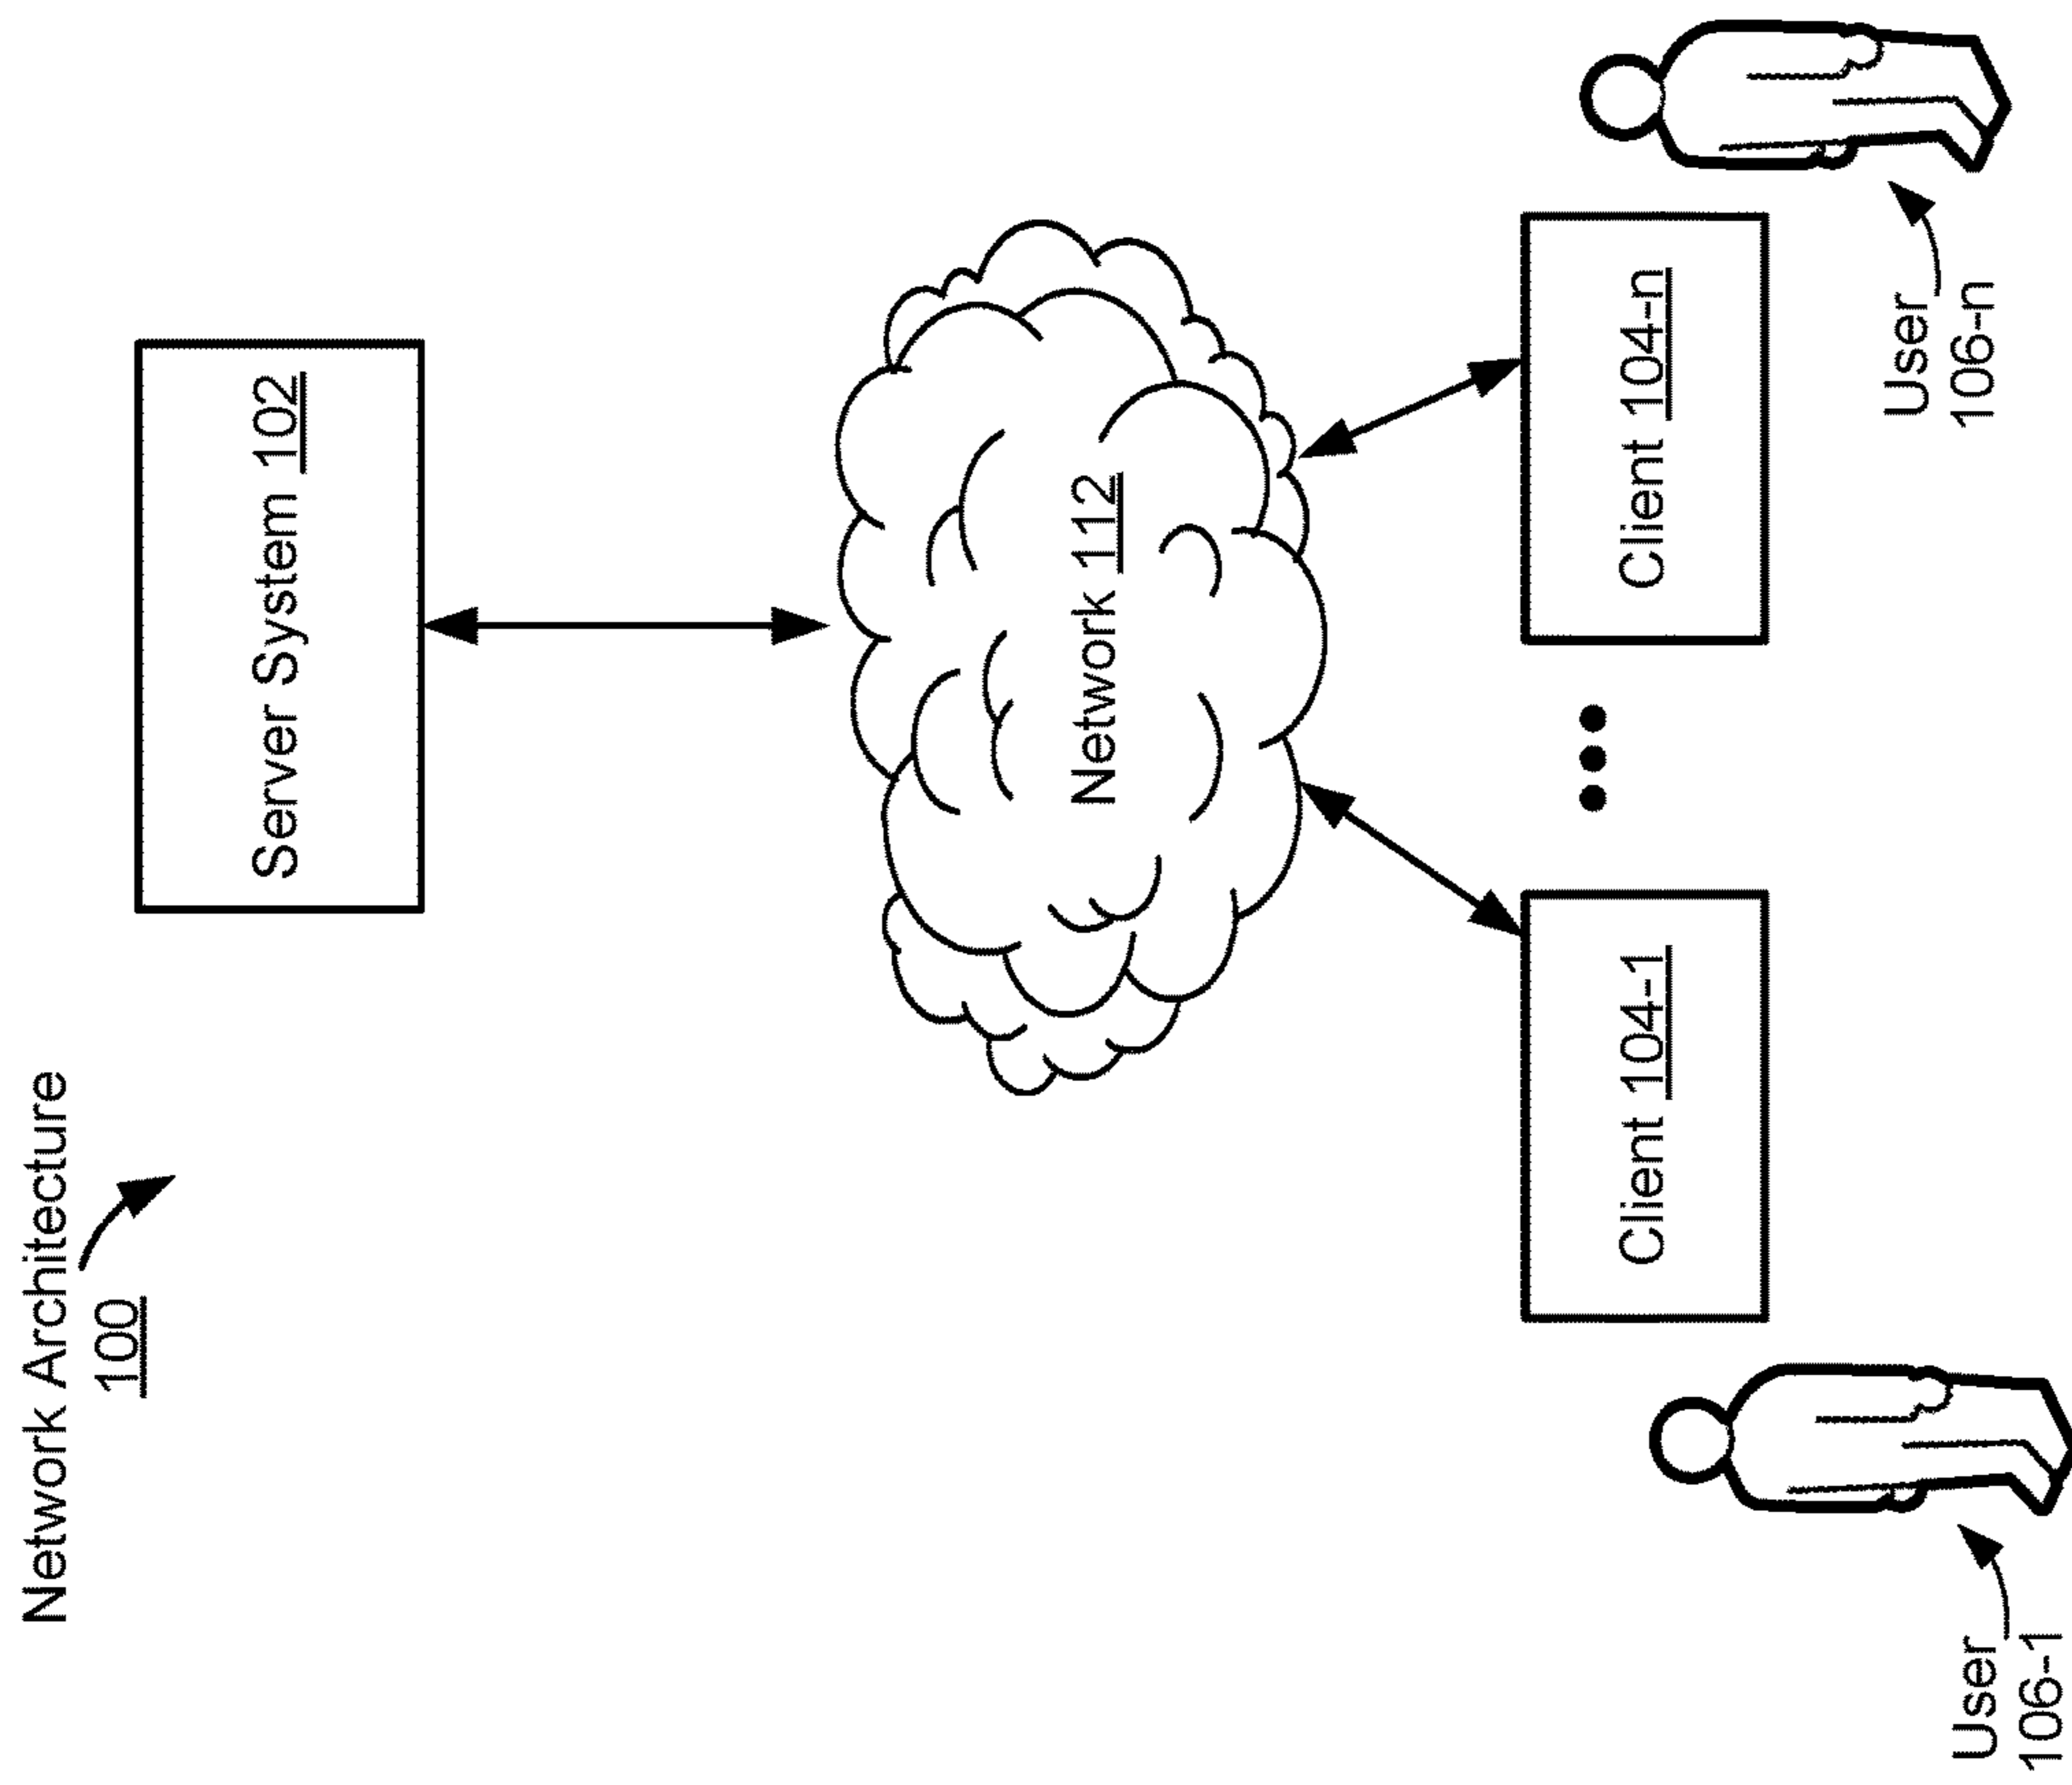 Network Architecture
100
Server System 102
Network 112
Client 104-1
Client 104-n
User
106-1
User
106-n